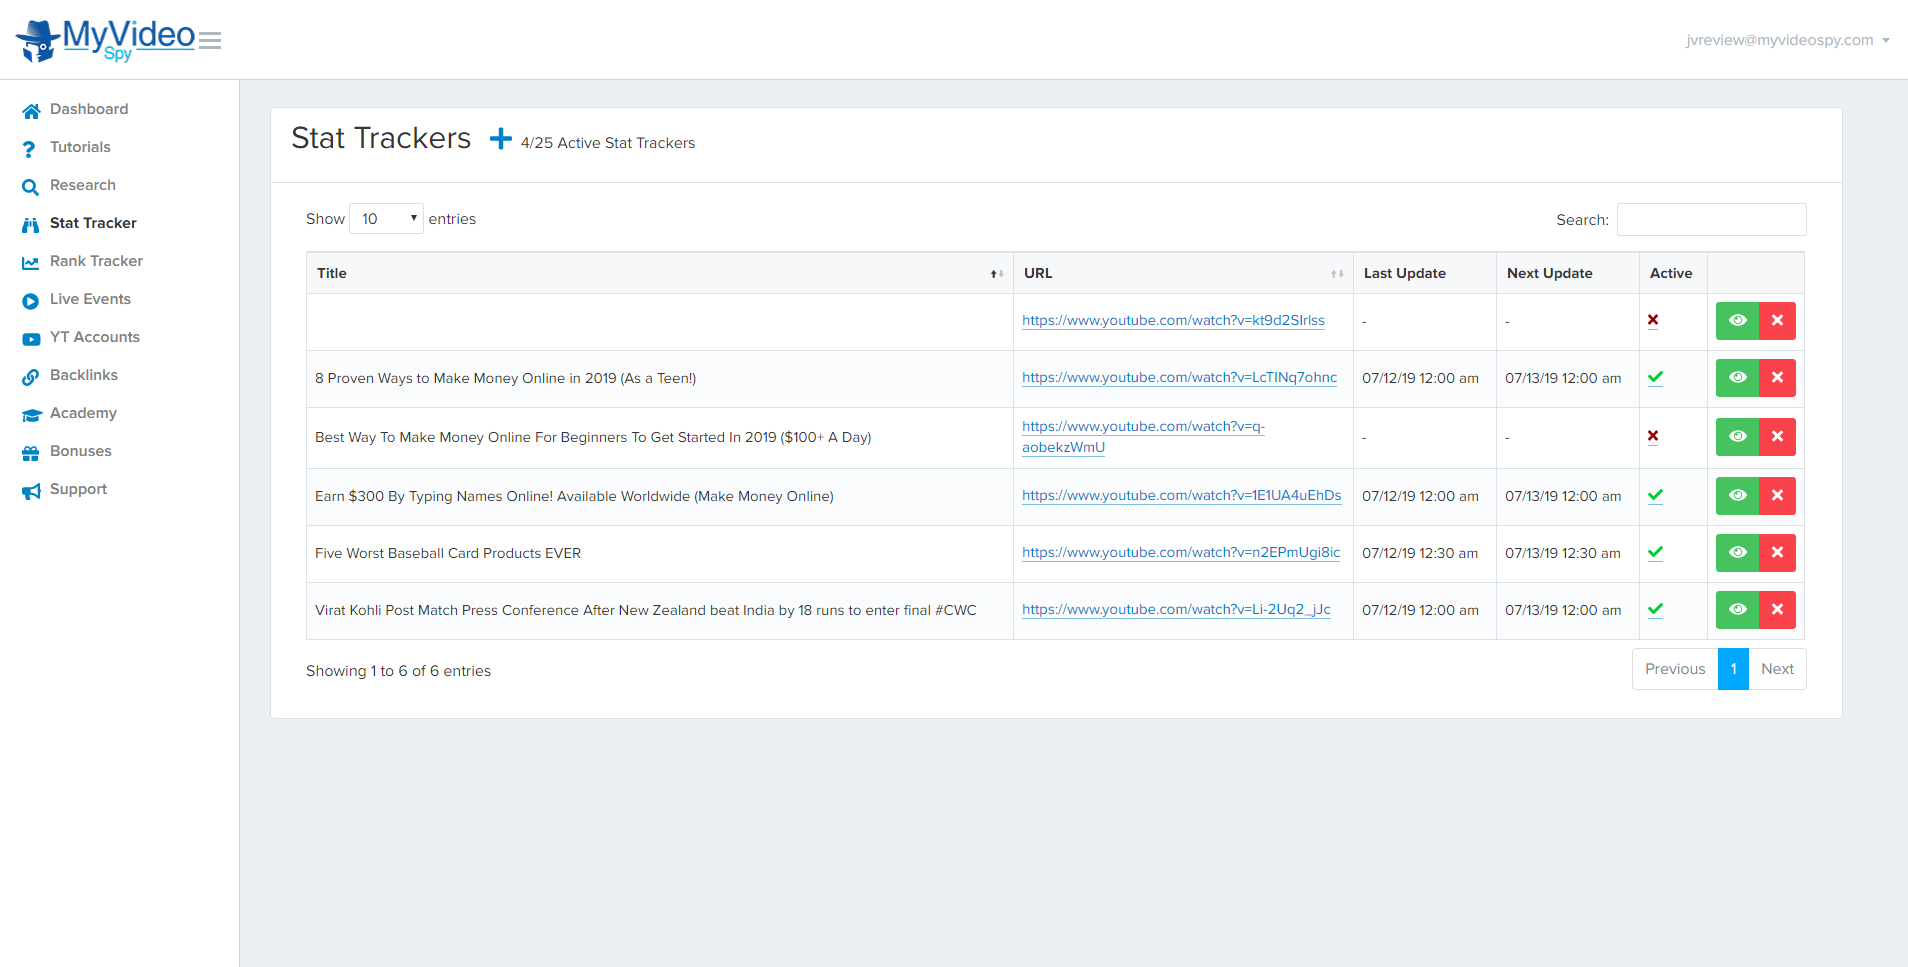 MyVideo
Spy
jvreview@myvideospy.com
Dashboard
Tutorials
Research
Stat Tracker
Rank Tracker
Live Events
YT Accounts
Backlinks
Academy
Bonuses
Support
Stat Trackers 4/25 Active Stat Trackers
Show 10 entries
Search:
Title URL Last Update Next Update Active
https://www.youtube.com/watch?v=kt9d2SIrlss - -
8 Proven Ways to Make Money Online in 2019 (As a Teen!) https://www.youtube.com/watch?v=LcTINq7ohnc 07/12/19 12:00 am 07/13/19 12:00 am
Best Way To Make Money Online For Beginners To Get Started In 2019 ($100+ A Day) https://www.youtube.com/watch?v=q- - -
aobekzWmU
Earn $300 By Typing Names Online! Available Worldwide (Make Money Online) https://www.youtube.com/watch?v=1E1UA4uEhDs 07/12/19 12:00 am 07/13/19 12:00 am
Five Worst Baseball Card Products EVER https://www.youtube.com/watch?v=n2EPmUgi8ic 07/12/19 12:30 am 07/13/19 12:30 am
Virat Kohli Post Match Press Conference After New Zealand beat India by 18 runs to enter final #CWC https://www.youtube.com/watch?v=Li-2Uq2_jJc 07/12/19 12:00 am 07/13/19 12:00 am
Showing 1 to 6 of 6 entries
Previous 1 Next